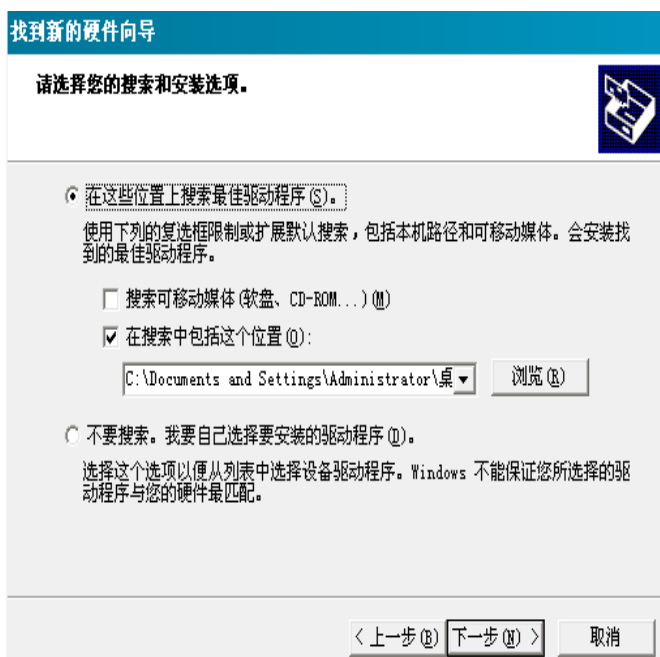 找到新的硬件向导
请选择您的搜索和安装选项。
在这些位置上搜索最佳驱动程序(S)。
使用下列的复选框限制或扩展默认搜索，包括本机路径和可移动媒体。会安装找
到的最佳驱动程序。
搜索可移动媒体(软盘、CD-ROM...)(M)
在搜索中包括这个位置(O):
C:\Documents and Settings\Administrator\桌
浏览(R)
不要搜索。我要自己选择要安装的驱动程序(D)。
选择这个选项以便从列表中选择设备驱动程序。Windows 不能保证您所选择的驱
动程序与您的硬件最匹配。
< 上一步(B) 下一步(N) > 取消